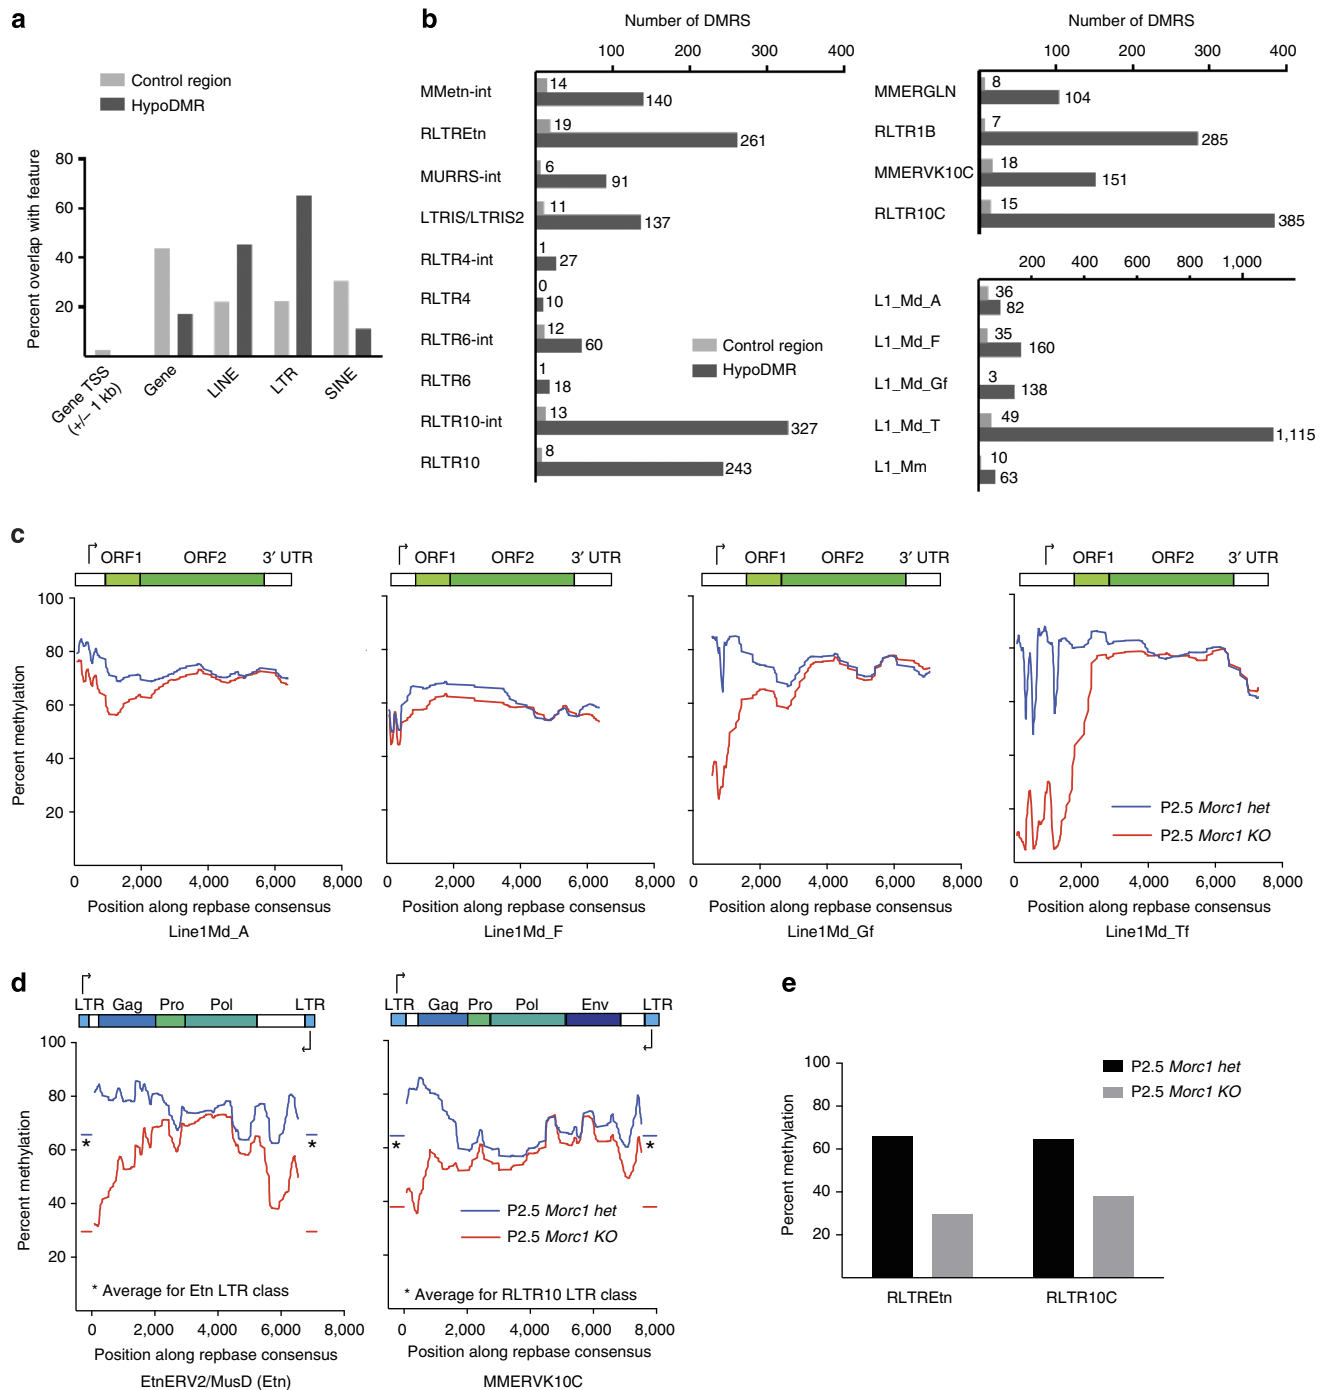 a
Control region
HypoDMR
Percent overlap with feature
80
60
40
20
Gene TSS
(+/− 1 kb)
Gene
LINE
LTR
SINE
b
Number of DMRS
100
200
300
400
MMetn-int
14
140
RLTREtn
19
261
MURRS-int
6
91
LTRIS/LTRIS2
11
137
RLTR4-int
1
27
RLTR4
0
10
RLTR6-int
12
60
RLTR6
1
18
RLTR10-int
13
327
RLTR10
8
243
Control region
HypoDMR
Number of DMRS
100
200
300
400
MMERGLN
8
104
RLTR1B
7
285
MMERVK10C
18
151
RLTR10C
15
385
200
400
600
800
1,000
L1_Md_A
36
82
L1_Md_F
35
160
L1_Md_Gf
3
138
L1_Md_T
49
1,115
L1_Mm
10
63
c
ORF1
ORF2
3′ UTR
Percent methylation
100
80
60
40
20
0
2,000
4,000
6,000
8,000
Position along repbase consensus
Line1Md_A
ORF1
ORF2
3′ UTR
0
2,000
4,000
6,000
8,000
Position along repbase consensus
Line1Md_F
ORF1
ORF2
3′ UTR
0
2,000
4,000
6,000
8,000
Position along repbase consensus
Line1Md_Gf
ORF1
ORF2
3′ UTR
P2.5 Morc1 het
P2.5 Morc1 KO
0
2,000
4,000
6,000
8,000
Position along repbase consensus
Line1Md_Tf
d
LTR
Gag
Pro
Pol
LTR
Percent methylation
100
80
60
40
20
*
*
* Average for Etn LTR class
0
2,000
4,000
6,000
8,000
Position along repbase consensus
EtnERV2/MusD (Etn)
LTR
Gag
Pro
Pol
Env
LTR
*
*
P2.5 Morc1 het
P2.5 Morc1 KO
* Average for RLTR10 LTR class
0
2,000
4,000
6,000
8,000
Position along repbase consensus
MMERVK10C
e
P2.5 Morc1 het
P2.5 Morc1 KO
Percent methylation
100
80
60
40
20
RLTREtn
RLTR10C